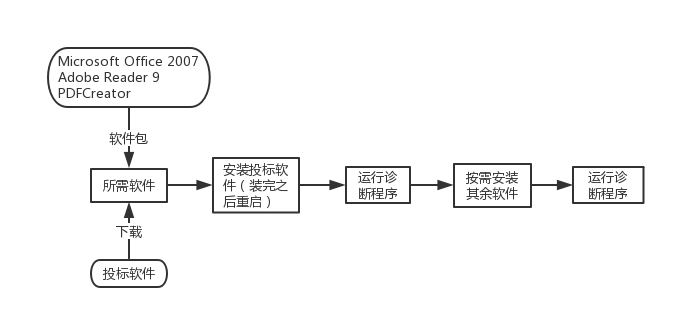 Microsoft Office 2007
Adobe Reader 9
PDFCreator
软件包
所需软件
下载
投标软件
安装投标软
件（装完之
后重启）
运行诊
断程序
按需安装
其余软件
运行诊
断程序